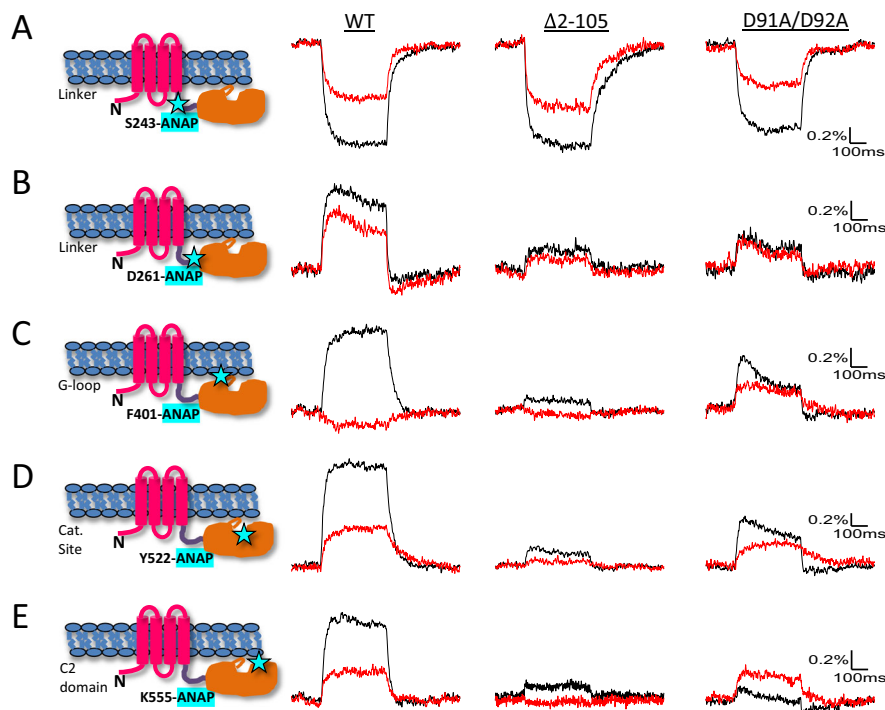 WT Δ2-105 D91A/D92A
A
Linker
N
S243-ANAP
0.2%
100ms
B
Linker
N
D261-ANAP
0.2%
100ms
C
G-loop
N
F401-ANAP
0.2%
100ms
D
Cat.
Site
N
Y522-ANAP
0.2%
100ms
E
C2
domain
N
K555-ANAP
0.2%
100ms